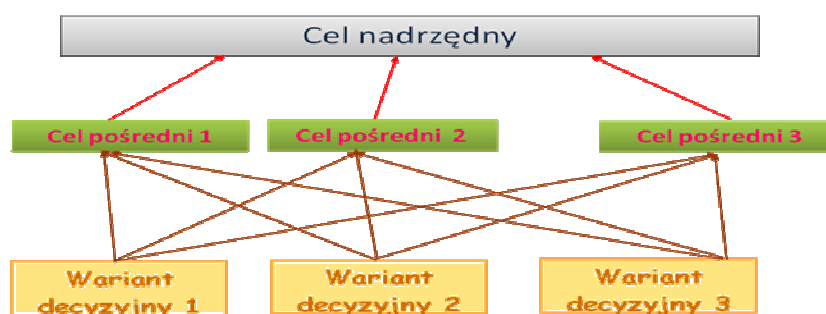 Cel nadrzędny
Cel pośredni 1 Cel pośredni 2 Cel pośredni 3
Wariant Wariant Wariant
decyzyjny 1 decyzyjny 2 decyzyjny 3